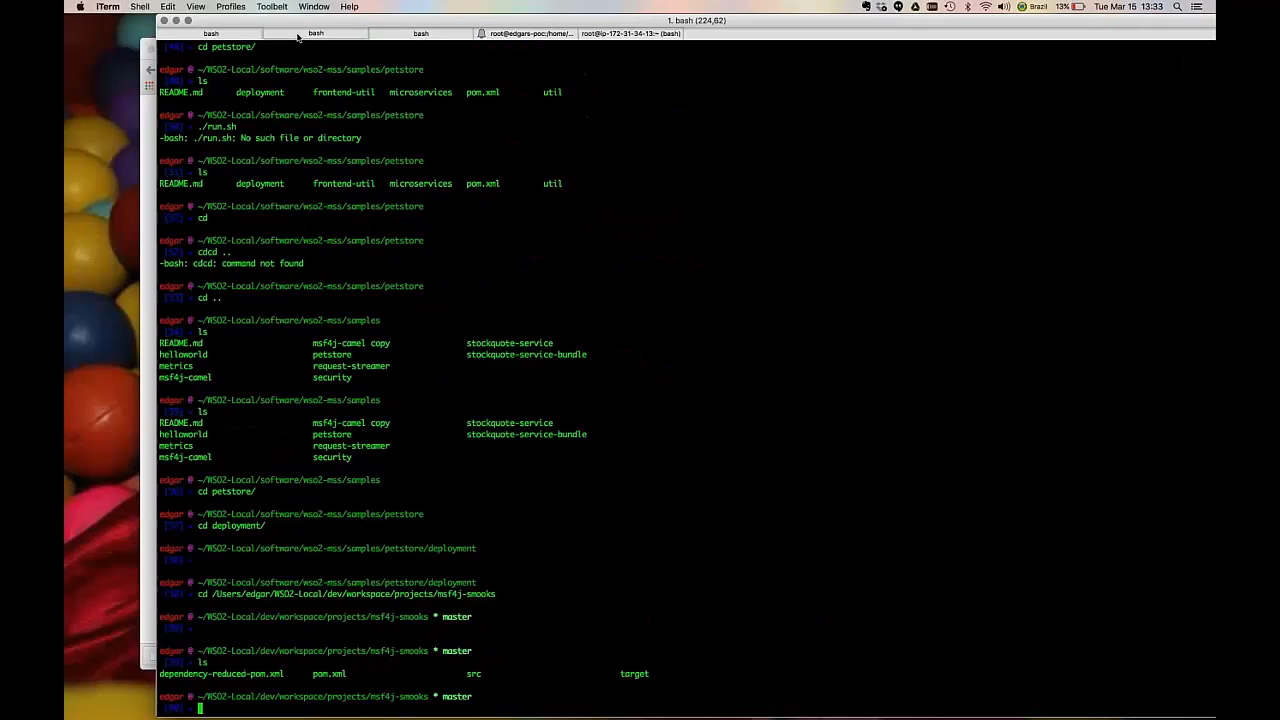 iTerm Shell Edit View Profiles Toolbelt Window Help Brazil 13% Tue Mar 15 13:33
1. bash (224,62)
bash bash bash root@edgars-poc:/home/... root@ip-172-31-34-13:~ (bash)
cd petstore/
edgar @ ~/WSO2-Local/software/wso2-mss/samples/petstore
ls
README.md deployment frontend-util microservices pom.xml util
edgar @ ~/WSO2-Local/software/wso2-mss/samples/petstore
./run.sh
-bash: ./run.sh: No such file or directory
edgar @ ~/WSO2-Local/software/wso2-mss/samples/petstore
ls
README.md deployment frontend-util microservices pom.xml util
edgar @ ~/WSO2-Local/software/wso2-mss/samples/petstore
cd
edgar @ ~/WSO2-Local/software/wso2-mss/samples/petstore
cdcd ..
-bash: cdcd: command not found
edgar @ ~/WSO2-Local/software/wso2-mss/samples/petstore
cd ..
edgar @ ~/WSO2-Local/software/wso2-mss/samples
ls
README.md msf4j-camel copy stockquote-service
helloworld petstore stockquote-service-bundle
metrics request-streamer
msf4j-camel security
edgar @ ~/WSO2-Local/software/wso2-mss/samples
ls
README.md msf4j-camel copy stockquote-service
helloworld petstore stockquote-service-bundle
metrics request-streamer
msf4j-camel security
edgar @ ~/WSO2-Local/software/wso2-mss/samples
cd petstore/
edgar @ ~/WSO2-Local/software/wso2-mss/samples/petstore
cd deployment/
edgar @ ~/WSO2-Local/software/wso2-mss/samples/petstore/deployment
edgar @ ~/WSO2-Local/software/wso2-mss/samples/petstore/deployment
cd /Users/edgar/WSO2-Local/dev/workspace/projects/msf4j-smooks
edgar @ ~/WSO2-Local/dev/workspace/projects/msf4j-smooks * master
edgar @ ~/WSO2-Local/dev/workspace/projects/msf4j-smooks * master
ls
dependency-reduced-pom.xml pom.xml src target
edgar @ ~/WSO2-Local/dev/workspace/projects/msf4j-smooks * master